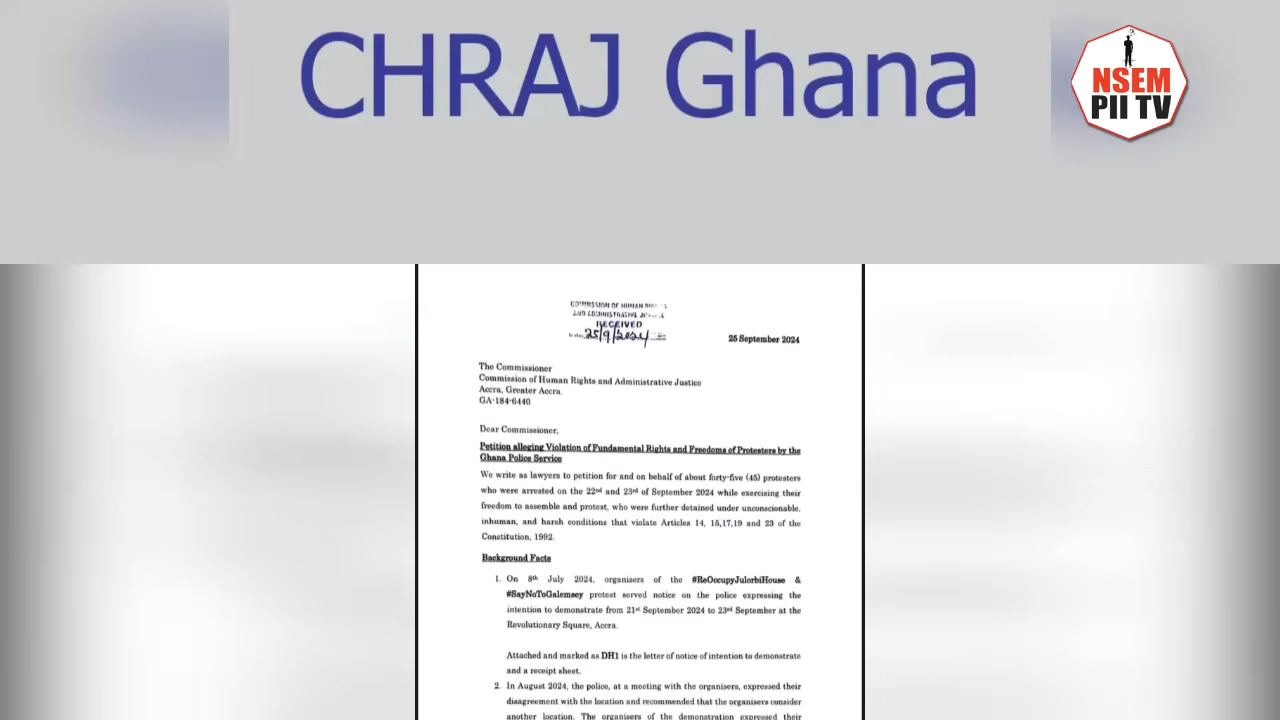 CHRAJ Ghana
NSEM
PII TV
COMMISSION OF HUMAN
AND ADMINISTRATIVE
RECEIVED
25/9/2024
25 September 2024
The Commissioner
Commission of Human Rights and Administrative Justice
Accra, Greater Accra.
GA-184-6440
Dear Commissioner,
Petition alleging Violation of Fundamental Rights and Freedoms of Protesters by the
Ghana Police Service
We write as lawyers to petition for and on behalf of about forty-five (45) protesters
who were arrested on the 22nd and 23rd of September 2024 while exercising their
freedom to assemble and protest, who were further detained under unconscionable,
inhuman, and harsh conditions that violate Articles 14, 15,17,19 and 23 of the
Constitution, 1992.
Background Facts
1. On 8th July 2024, organisers of the #ReOccupyJulorbiHouse &
#SayNoToGalamsey protest served notice on the police expressing the
intention to demonstrate from 21st September 2024 to 23rd September at the
Revolutionary Square, Accra.
Attached and marked as DH1 is the letter of notice of intention to demonstrate
and a receipt sheet.
2. In August 2024, the police, at a meeting with the organisers, expressed their
disagreement with the location and recommended that the organisers consider
another location. The organisers of the demonstration expressed their